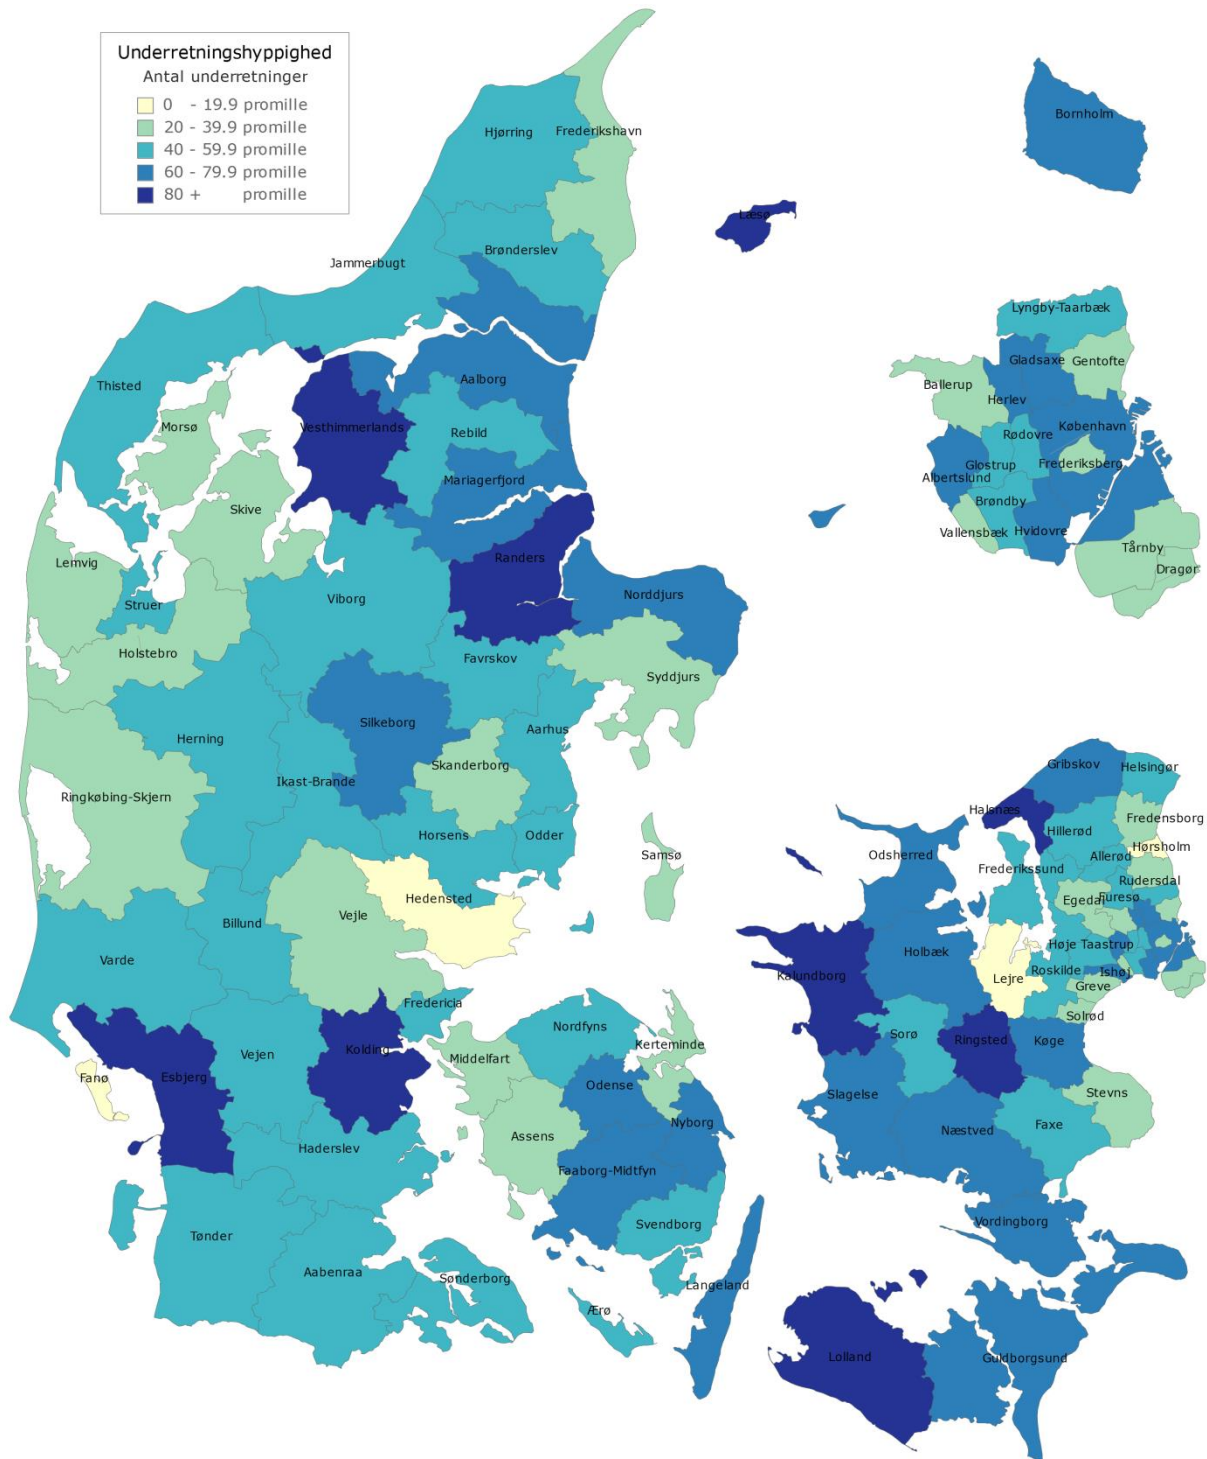 Underretningshyppighed
Antal underretninger
0 - 19.9 promille
20 - 39.9 promille
40 - 59.9 promille
60 - 79.9 promille
80 + promille
Bornholm
Hjørring
Frederikshavn
Læsø
Brønderslev
Jammerbugt
Lyngby-Taarbæk
Gladsaxe
Gentofte
Thisted
Aalborg
Ballerup
Herlev
Morsø
Vesthimmerlands
Rebild
København
Rødovre
Mariagerfjord
Glostrup
Frederiksberg
Albertslund
Skive
Brøndby
Vallensbæk
Hvidovre
Lemvig
Randers
Tårnby
Dragør
Struer
Viborg
Norddjurs
Holstebro
Favrskov
Syddjurs
Silkeborg
Aarhus
Herning
Skanderborg
Gribskov
Helsingør
Ikast-Brande
Ringkøbing-Skjern
Halsnæs
Fredensborg
Horsens
Odder
Hillerød
Hørsholm
Samsø
Odsherred
Allerød
Frederikssund
Rudersdal
Hedensted
Furesø
Egedal
Vejle
Billund
Holbæk
Høje Taastrup
Varde
Kalundborg
Roskilde
Ishøj
Lejre
Greve
Fredericia
Solrød
Nordfyns
Sorø
Ringsted
Køge
Kerteminde
Kolding
Vejen
Middelfart
Fanø
Esbjerg
Odense
Slagelse
Stevns
Nyborg
Faxe
Assens
Næstved
Haderslev
Faaborg-Midtfyn
Svendborg
Vordingborg
Tønder
Aabenraa
Sønderborg
Langeland
Ærø
Lolland
Guldborgsund